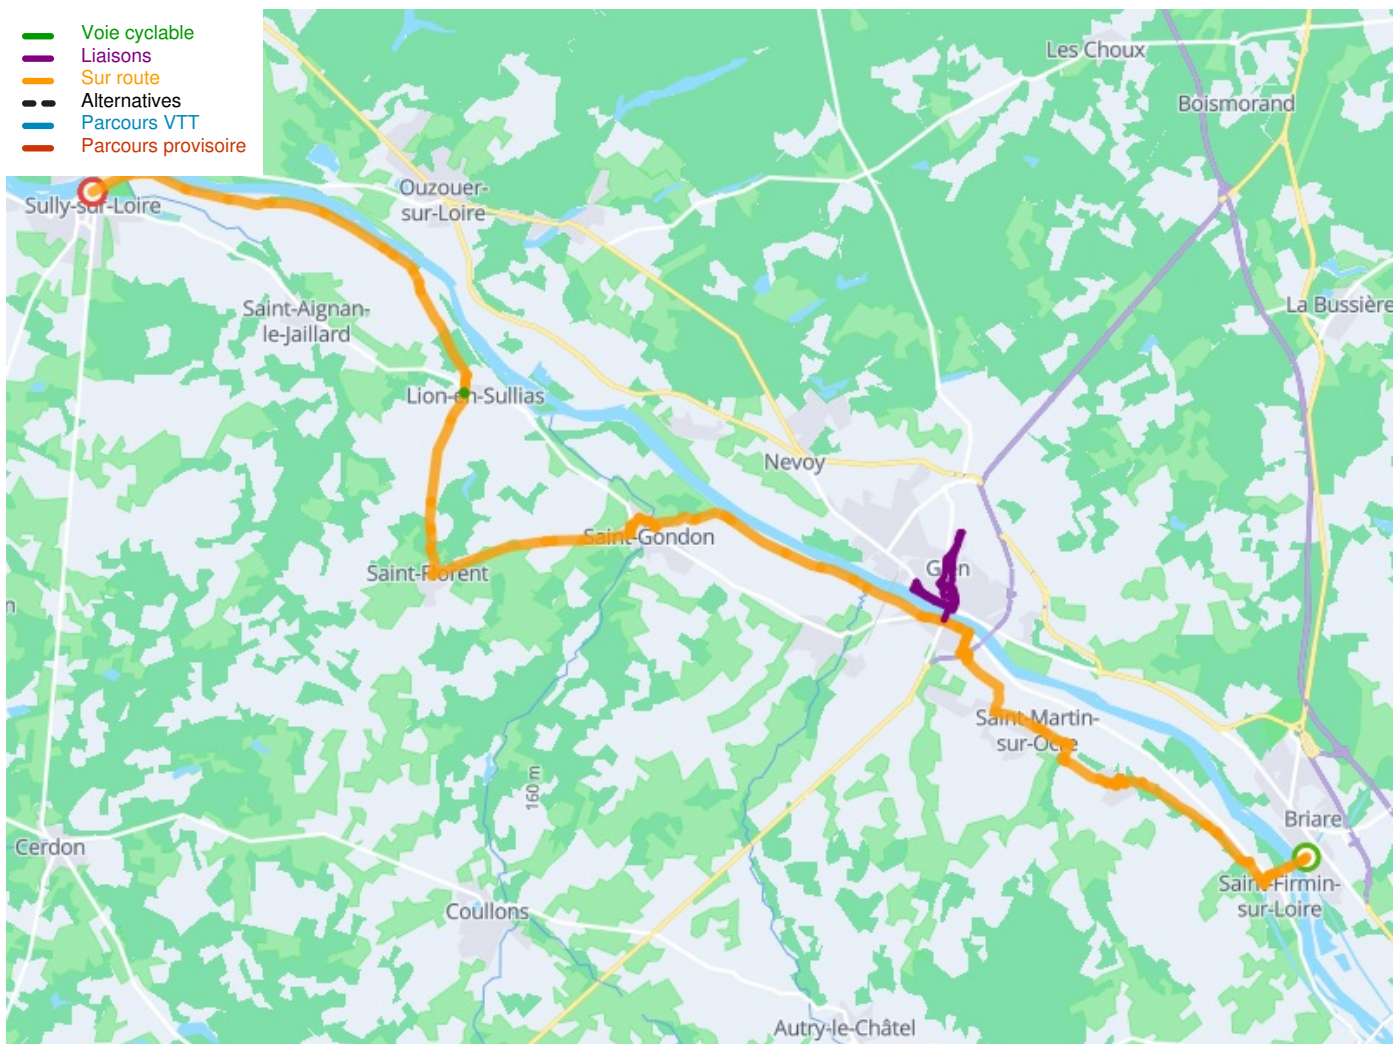 Voie cyclable
Liaisons
Sur route
Alternatives
Parcours VTT
Parcours provisoire
Les Choux
Boismorand
Ouzouer-
sur-Loire
Sully-sur-Loire
Saint-Aignan-
le-Jaillard
La Bussière
Lion-en-Sullias
Nevoy
Saint-Gondon
Saint-Florent
Gien
n
Saint-Martin-
sur-Ocre
160 m
Briare
Cerdon
Saint-Firmin-
sur-Loire
Coullons
Autry-le-Châtel